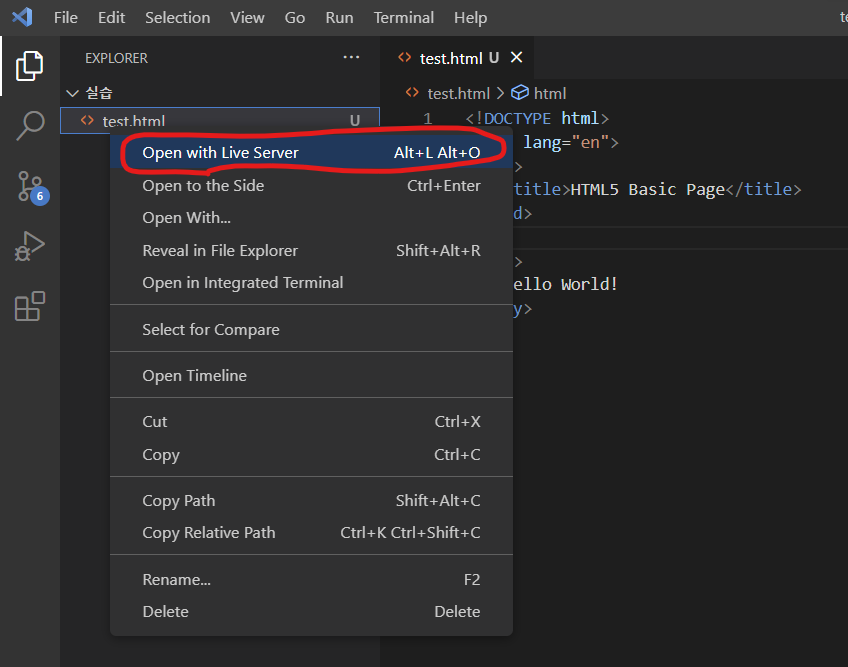 File Edit Selection View Go Run Terminal Help
EXPLORER ···
test.html U
실습
test.html > html
test.html U
1 <!DOCTYPE html>
lang="en">
>
title>HTML5 Basic Page</title>
d>
>
ello World!
y>
6
Open with Live Server Alt+L Alt+O
Open to the Side Ctrl+Enter
Open With...
Reveal in File Explorer Shift+Alt+R
Open in Integrated Terminal
Select for Compare
Open Timeline
Cut Ctrl+X
Copy Ctrl+C
Copy Path Shift+Alt+C
Copy Relative Path Ctrl+K Ctrl+Shift+C
Rename... F2
Delete Delete